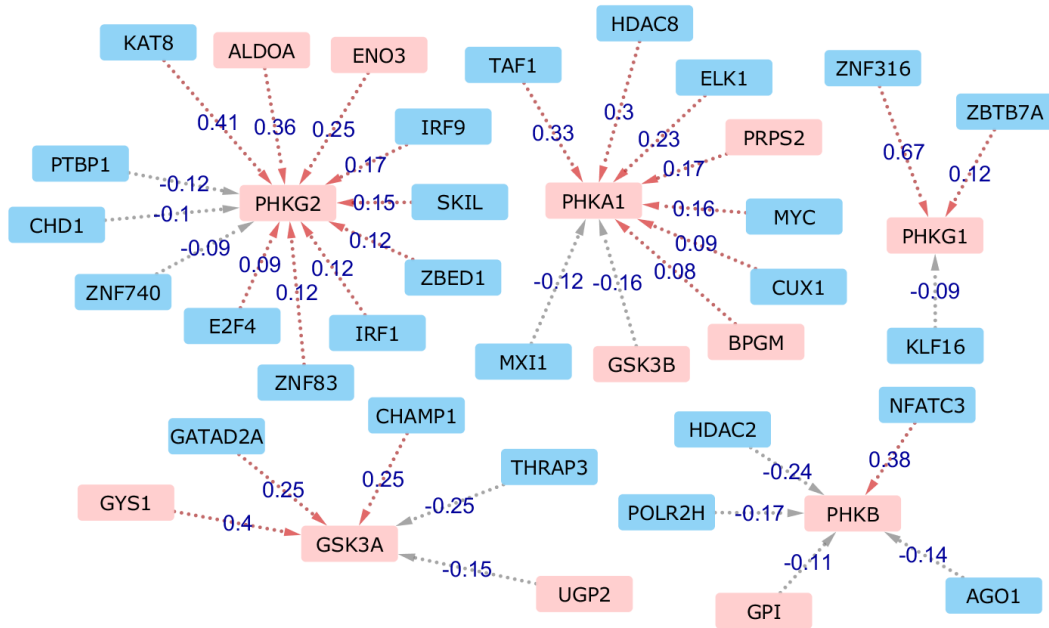 HDAC8
KAT8
ALDOA
ENO3
TAF1
ELK1
ZNF316
ZBTB7A
0.41
0.36
0.25
IRF9
0.33
0.3
0.23
PRPS2
0.67
0.12
PTBP1
-0.12
0.17
0.17
PHKG2
0.15
SKIL
PHKA1
0.16
MYC
CHD1
-0.1
PHKG1
ZNF740
-0.09
0.09
0.12
0.12
0.12
ZBED1
-0.12
-0.16
0.08
0.09
CUX1
-0.09
E2F4
IRF1
MXI1
GSK3B
BPGM
KLF16
ZNF83
CHAMP1
NFATC3
GATAD2A
HDAC2
THRAP3
GYS1
0.25
0.25
-0.25
-0.24
0.38
0.4
GSK3A
POLR2H
-0.17
PHKB
-0.15
UGP2
-0.11
-0.14
GPI
AGO1